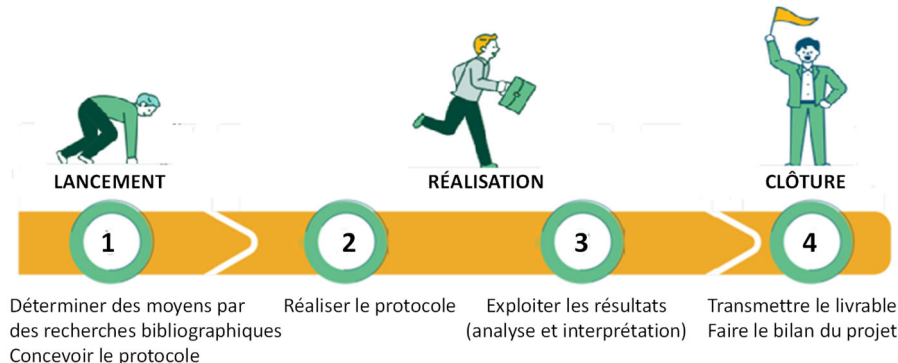 LANCEMENT
RÉALISATION
CLÔTURE
1
2
3
4
Déterminer des moyens par
des recherches bibliographiques
Concevoir le protocole
Réaliser le protocole
Exploiter les résultats
(analyse et interprétation)
Transmettre le livrable
Faire le bilan du projet